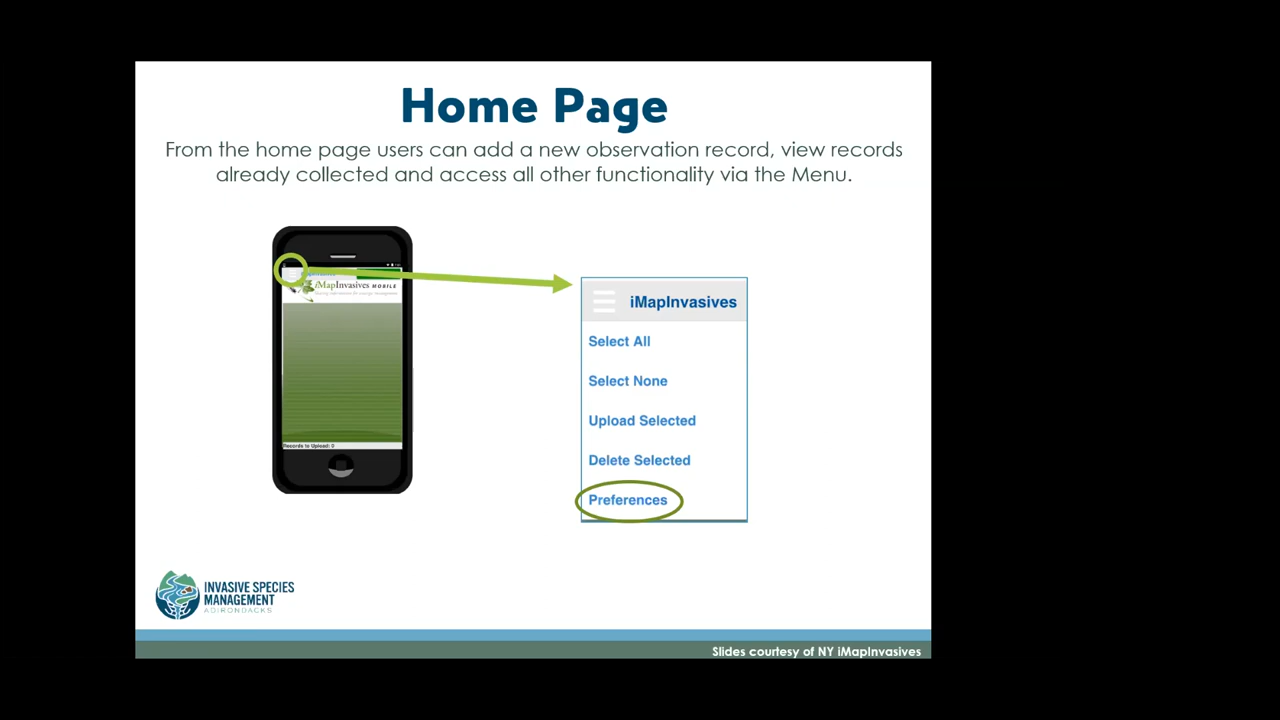 Home Page
From the home page users can add a new observation record, view records
already collected and access all other functionality via the Menu.
iMapInvasives MOBILE
Records to Upload: 0
iMapInvasives
Select All
Select None
Upload Selected
Delete Selected
Preferences
INVASIVE SPECIES
MANAGEMENT
ADIRONDACKS
Slides courtesy of NY iMapInvasives